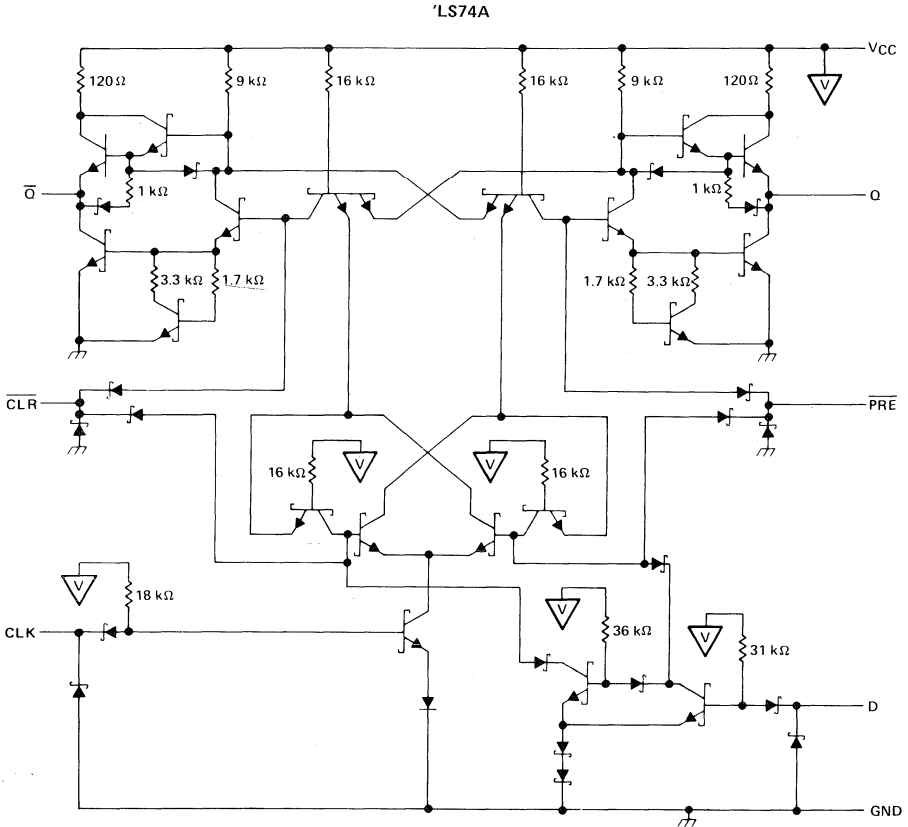 'LS74A
VCC
120 Ω
9 kΩ
16 kΩ
16 kΩ
9 kΩ
120 Ω
V
1 kΩ
1 kΩ
Q
Q
3.3 kΩ
1.7 kΩ
1.7 kΩ
3.3 kΩ
CLR
PRE
16 kΩ
V
V
16 kΩ
V
18 kΩ
CLK
V
36 kΩ
V
31 kΩ
D
GND